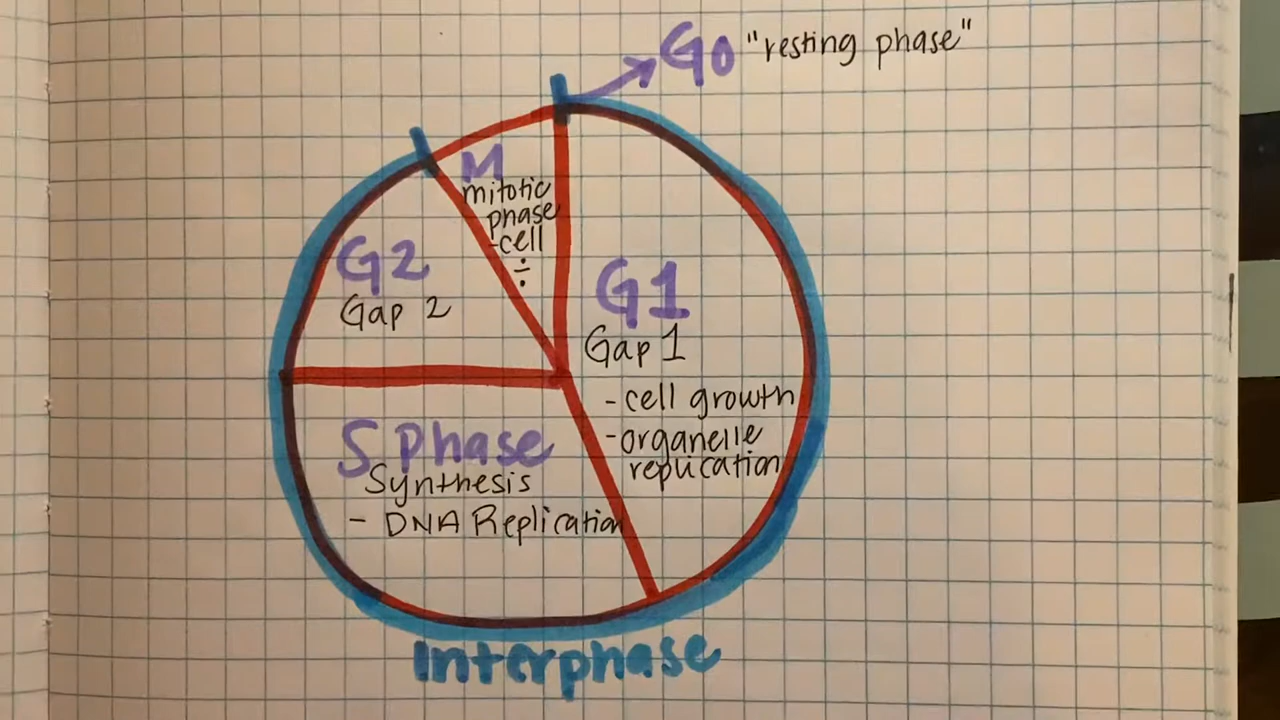 G0 "resting phase"
M
mitotic
phase
-cell
÷
G2
Gap 2
G1
Gap 1
- cell growth
- organelle
replication
S Phase
Synthesis
- DNA Replication
Interphase